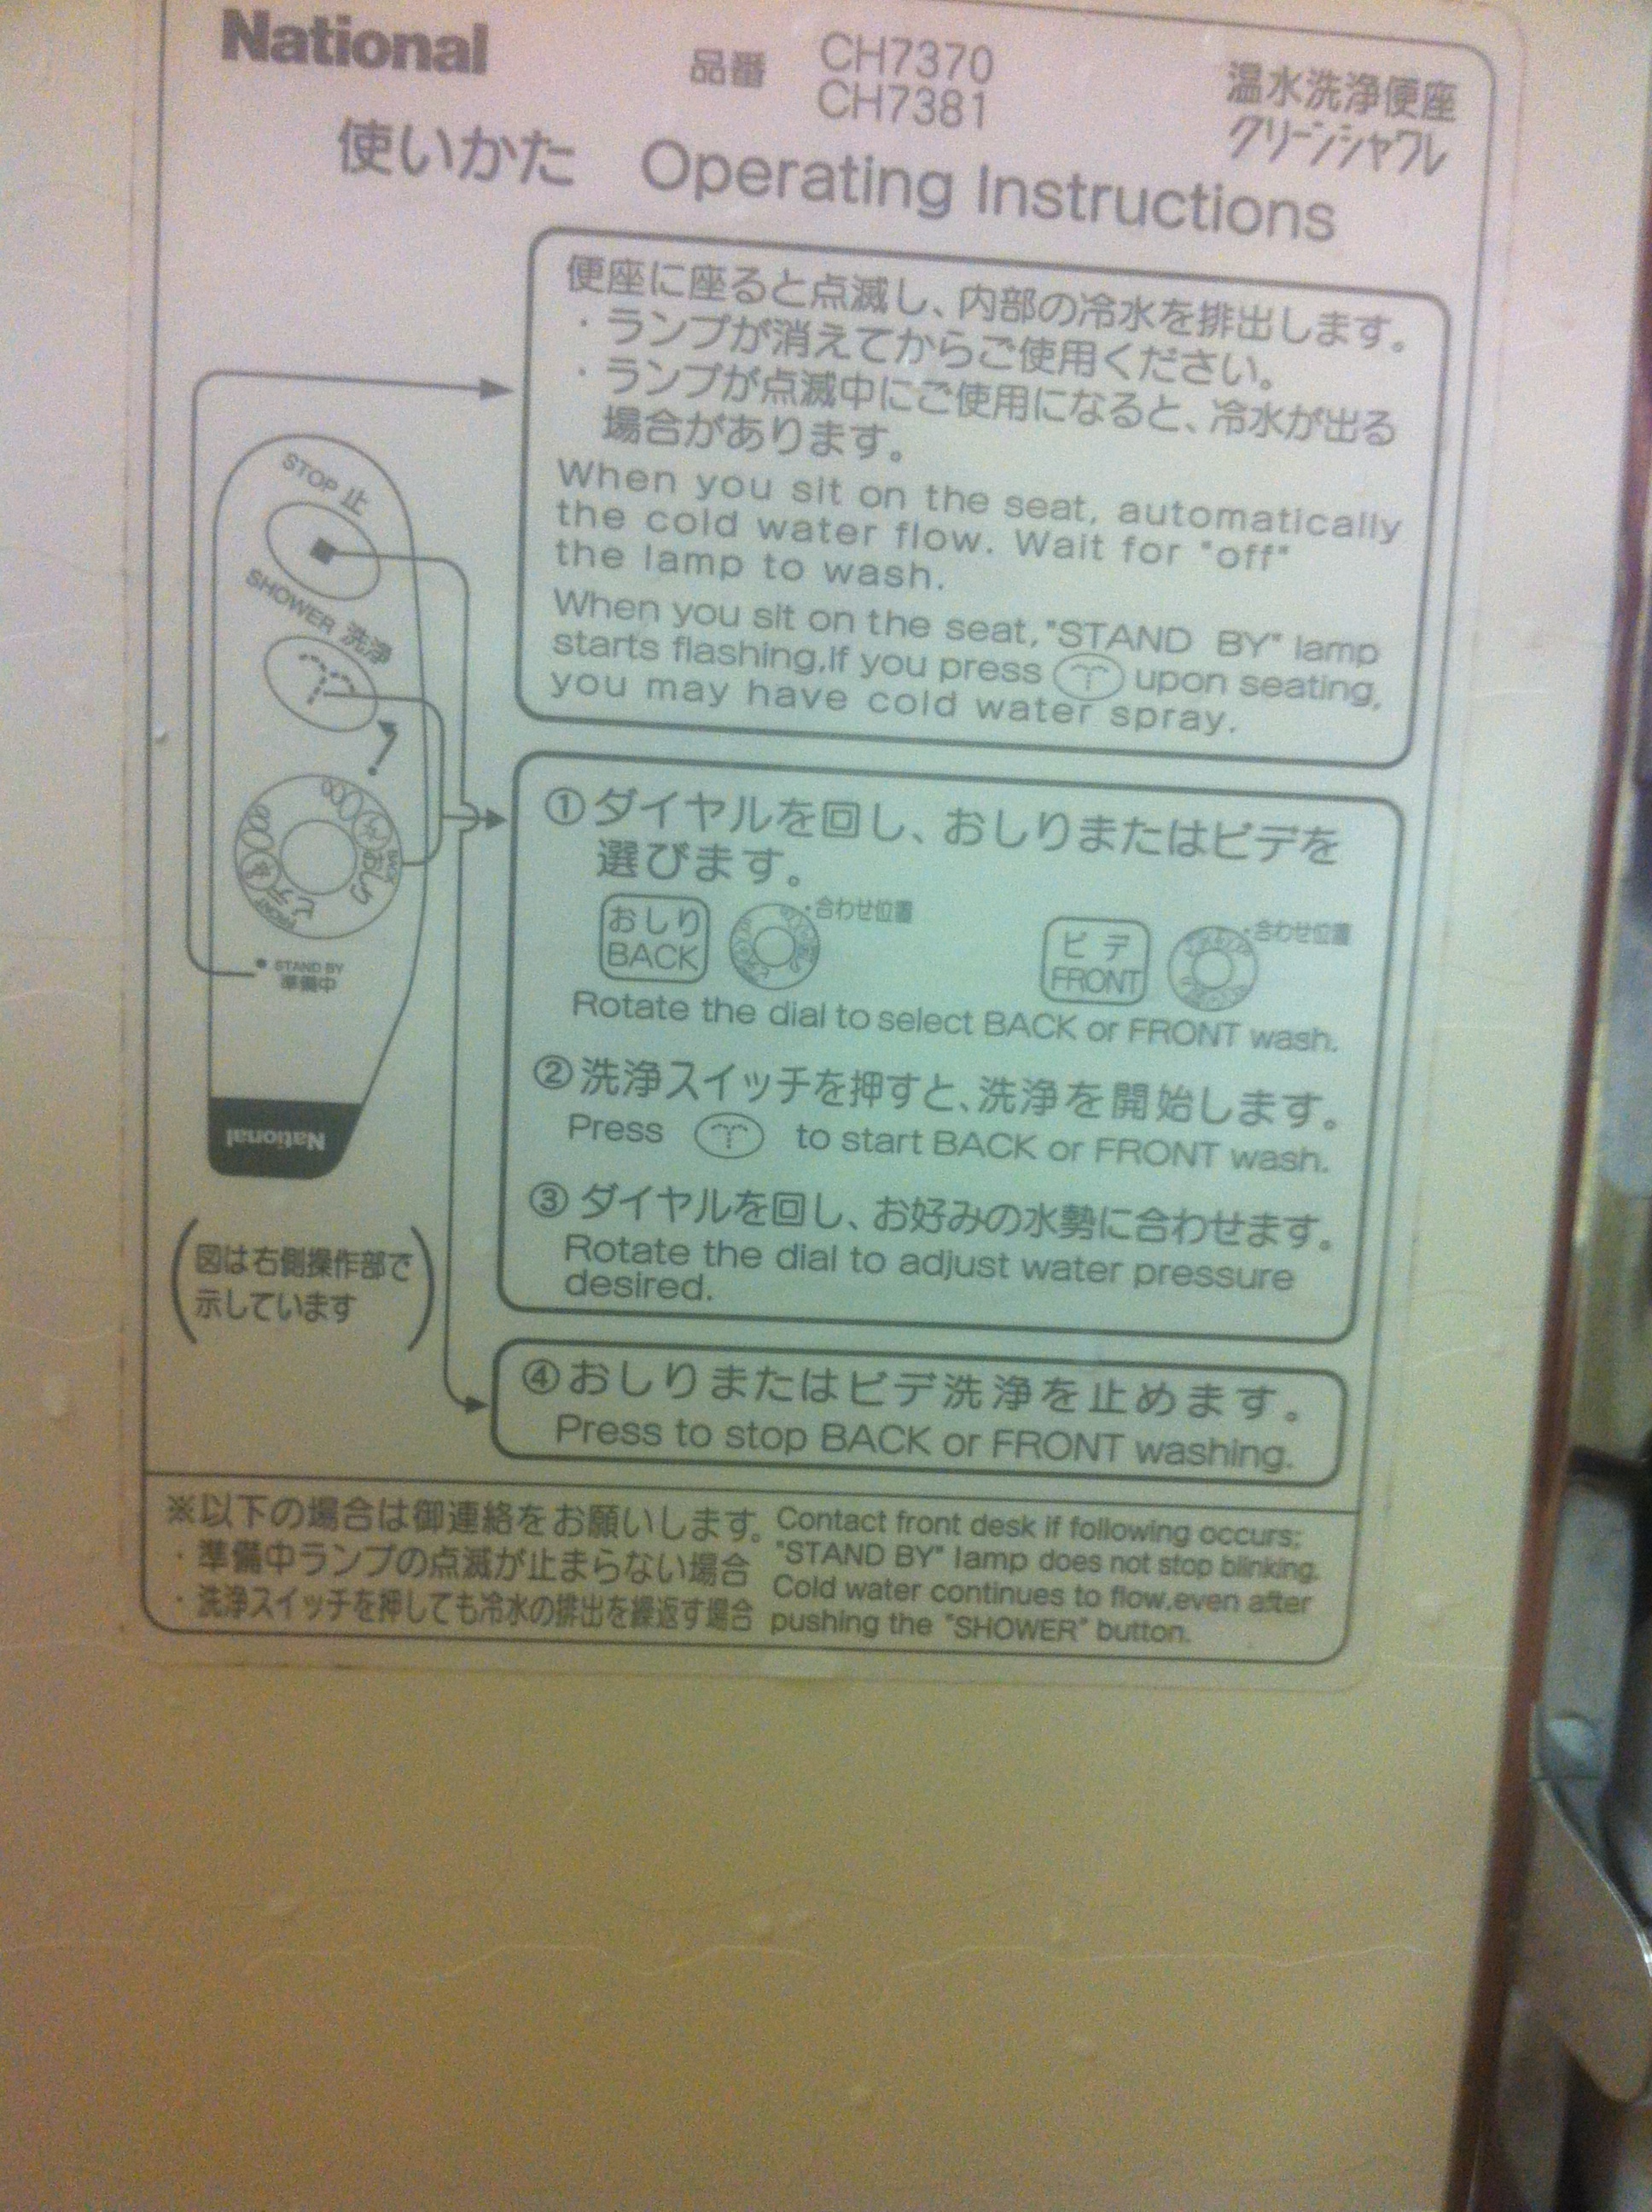 National
品番 CH7370
CH7381
温水洗浄便座
クリーンシャワレ
使いかた Operating Instructions
便座に座ると点滅し、内部の冷水を排出します。
・ランプが消えてからご使用ください。
・ランプが点滅中にご使用になると、冷水が出る
場合があります。
When you sit on the seat, automatically
the cold water flow. Wait for "off"
the lamp to wash.
When you sit on the seat,"STAND BY" lamp
starts flashing.If you press upon seating,
you may have cold water spray.
STOP 止
SHOWER 洗浄
BACK
おしり
ビデ
FRONT
STAND BY
準備中
National
(図は右側操作部で
示しています)
①ダイヤルを回し、おしりまたはビデを
選びます。
おしり
BACK
合わせ位置
ビデ
FRONT
合わせ位置
Rotate the dial to select BACK or FRONT wash.
②洗浄スイッチを押すと、洗浄を開始します。
Press to start BACK or FRONT wash.
③ダイヤルを回し、お好みの水勢に合わせます。
Rotate the dial to adjust water pressure
desired.
④おしりまたはビデ洗浄を止めます。
Press to stop BACK or FRONT washing.
※以下の場合は御連絡をお願いします。
・準備中ランプの点滅が止まらない場合
・洗浄スイッチを押しても冷水の排出を繰返す場合
Contact front desk if following occurs;
"STAND BY" lamp does not stop blinking.
Cold water continues to flow,even after
pushing the "SHOWER" button.